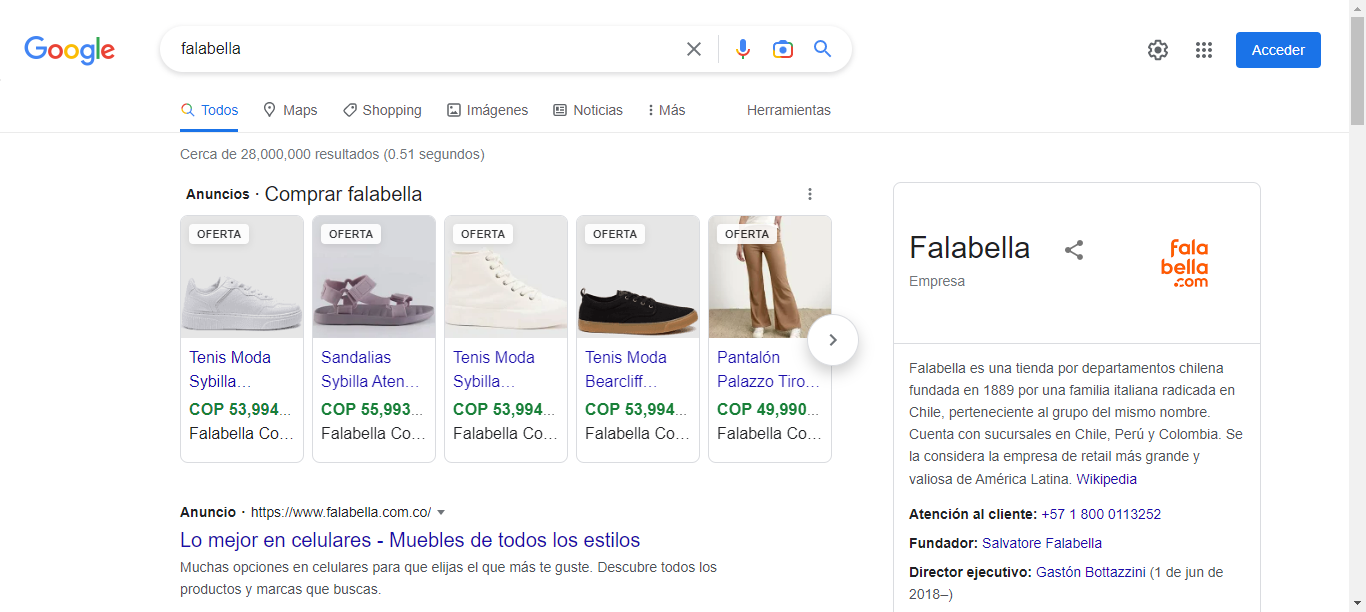 Google
falabella
Acceder
Todos
Maps
Shopping
Imágenes
Noticias
Más
Herramientas
Cerca de 28,000,000 resultados (0.51 segundos)
Anuncios · Comprar falabella
OFERTA
Tenis Moda
Sybilla…
COP 53,994...
Falabella Co…
OFERTA
Sandalias
Sybilla Aten…
COP 55,993...
Falabella Co…
OFERTA
Tenis Moda
Sybilla…
COP 53,994...
Falabella Co…
OFERTA
Tenis Moda
Bearcliff…
COP 53,994...
Falabella Co…
OFERTA
Pantalón
Palazzo Tiro…
COP 49,990...
Falabella Co…
Anuncio · https://www.falabella.com.co/
Lo mejor en celulares - Muebles de todos los estilos
Muchas opciones en celulares para que elijas el que más te guste. Descubre todos los
productos y marcas que buscas.
Falabella
Empresa
fala
bella
.com
Falabella es una tienda por departamentos chilena
fundada en 1889 por una familia italiana radicada en
Chile, perteneciente al grupo del mismo nombre.
Cuenta con sucursales en Chile, Perú y Colombia. Se
la considera la empresa de retail más grande y
valiosa de América Latina. Wikipedia
Atención al cliente: +57 1 800 0113252
Fundador: Salvatore Falabella
Director ejecutivo: Gastón Bottazzini (1 de jun de
2018–)